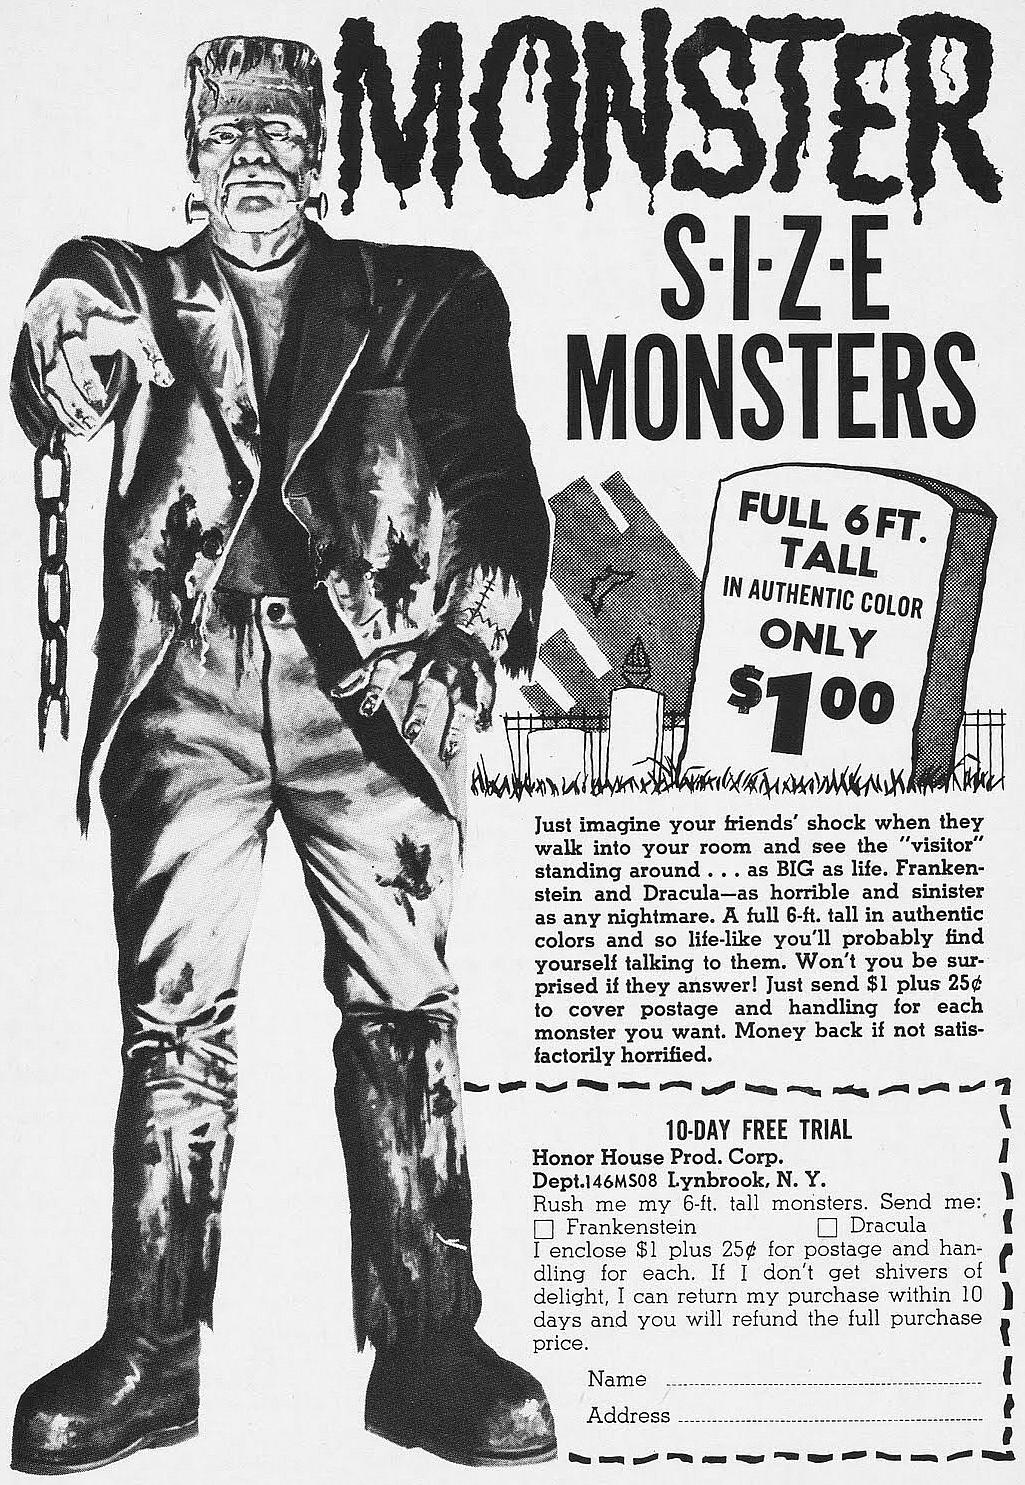 MONSTER
S-I-Z-E
MONSTERS
FULL 6 FT.
TALL
IN AUTHENTIC COLOR
ONLY
$100
Just imagine your friends' shock when they
walk into your room and see the "visitor"
standing around . . . as BIG as life. Franken-
stein and Dracula—as horrible and sinister
as any nightmare. A full 6-ft. tall in authentic
colors and so life-like you'll probably find
yourself talking to them. Won't you be sur-
prised if they answer! Just send $1 plus 25¢
to cover postage and handling for each
monster you want. Money back if not satis-
factorily horrified.
10-DAY FREE TRIAL
Honor House Prod. Corp.
Dept.146MS08 Lynbrook, N. Y.
Rush me my 6-ft. tall monsters. Send me:
☐ Frankenstein ☐ Dracula
I enclose $1 plus 25¢ for postage and han-
dling for each. If I don't get shivers of
delight, I can return my purchase within 10
days and you will refund the full purchase
price.
Name
Address